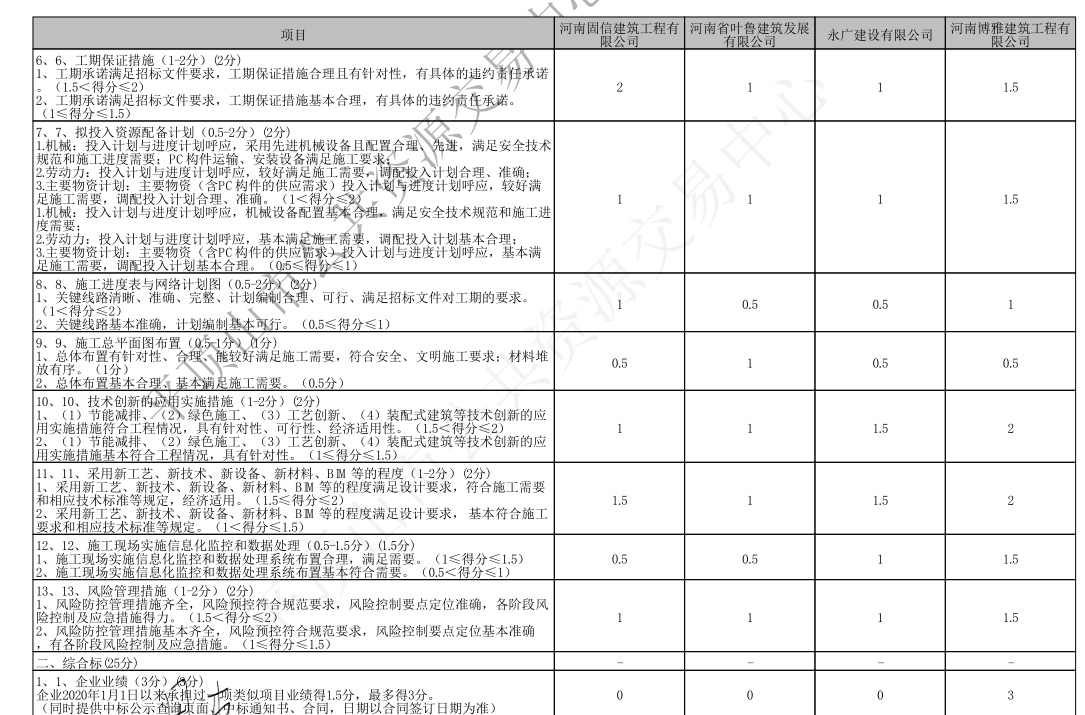 项目 河南固信建筑工程有限公司 河南省叶鲁建筑发展有限公司 永广建设有限公司 河南博雅建筑工程有限公司
6、6、工期保证措施（1-2分）(2分)
1、工期承诺满足招标文件要求，工期保证措施合理且有针对性，有具体的违约责任承诺
。（1.5＜得分≤2）
2、工期承诺满足招标文件要求，工期保证措施基本合理，有具体的违约责任承诺。
（1≤得分≤1.5）
2 1 1 1.5
7、7、拟投入资源配备计划（0.5-2分）(2分)
1.机械：投入计划与进度计划呼应，采用先进机械设备且配置合理、先进，满足安全技术
规范和施工进度需要；PC构件运输、安装设备满足施工要求；
2.劳动力：投入计划与进度计划呼应，较好满足施工需要，调配投入计划合理、准确；
3.主要物资计划：主要物资（含PC构件的供应需求）投入计划与进度计划呼应，较好满
足施工需要，调配投入计划合理、准确。（1＜得分≤2）
1.机械：投入计划与进度计划呼应，机械设备配置基本合理，满足安全技术规范和施工进
度需要；
2.劳动力：投入计划与进度计划呼应，基本满足施工需要，调配投入计划基本合理；
3.主要物资计划：主要物资（含PC构件的供应需求）投入计划与进度计划呼应，基本满
足施工需要，调配投入计划基本合理。（0.5≤得分≤1）
1 1 1 1.5
8、8、施工进度表与网络计划图（0.5-2分）(2分)
1、关键线路清晰、准确、完整、计划编制合理、可行、满足招标文件对工期的要求。
（1＜得分≤2）
2、关键线路基本准确，计划编制基本可行。（0.5≤得分≤1）
1 0.5 0.5 1
9、9、施工总平面图布置（0.5-1分）(1分)
1、总体布置有针对性、合理、能较好满足施工需要，符合安全、文明施工要求；材料堆
放有序。（1分）
2、总体布置基本合理、基本满足施工需要。（0.5分）
0.5 1 0.5 0.5
10、10、技术创新的应用实施措施（1-2分）(2分)
1、（1）节能减排、（2）绿色施工、（3）工艺创新、（4）装配式建筑等技术创新的应
用实施措施符合工程情况，具有针对性、可行性、经济适用性。（1.5＜得分≤2）
2、（1）节能减排、（2）绿色施工、（3）工艺创新、（4）装配式建筑等技术创新的应
用实施措施基本符合工程情况，具有针对性。（1≤得分≤1.5）
1 1 1.5 2
11、11、采用新工艺、新技术、新设备、新材料、BIM 等的程度（1-2分）(2分)
1、采用新工艺、新技术、新设备、新材料、BIM 等的程度满足设计要求，符合施工需要
和相应技术标准等规定，经济适用。（1.5≤得分≤2）
2、采用新工艺、新技术、新设备、新材料、BIM 等的程度满足设计要求， 基本符合施工
要求和相应技术标准等规定。（1＜得分≤1.5）
1.5 1 1.5 2
12、12、施工现场实施信息化监控和数据处理（0.5-1.5分）(1.5分)
1、施工现场实施信息化监控和数据处理系统布置合理，满足需要。（1≤得分≤1.5）
2、施工现场实施信息化监控和数据处理系统布置基本符合需要。（0.5＜得分≤1）
0.5 0.5 1 1.5
13、13、风险管理措施（1-2分）(2分)
1、风险防控管理措施齐全，风险预控符合规范要求，风险控制要点定位准确，各阶段风
险控制及应急措施得力。（1.5＜得分≤2）
2、风险防控管理措施基本齐全，风险预控符合规范要求，风险控制要点定位基本准确
，有各阶段风险控制及应急措施。（1≤得分≤1.5）
1 1 1 1.5
二、综合标(25分) - - - -
1、1、企业业绩（3分）(3分)
企业2020年1月1日以来承担过一项类似项目业绩得1.5分，最多得3分。
（同时提供中标公示查询页面、中标通知书、合同，日期以合同签订日期为准）
0 0 0 3
平顶山市公共资源交易中心
平顶山市公共资源交易中心